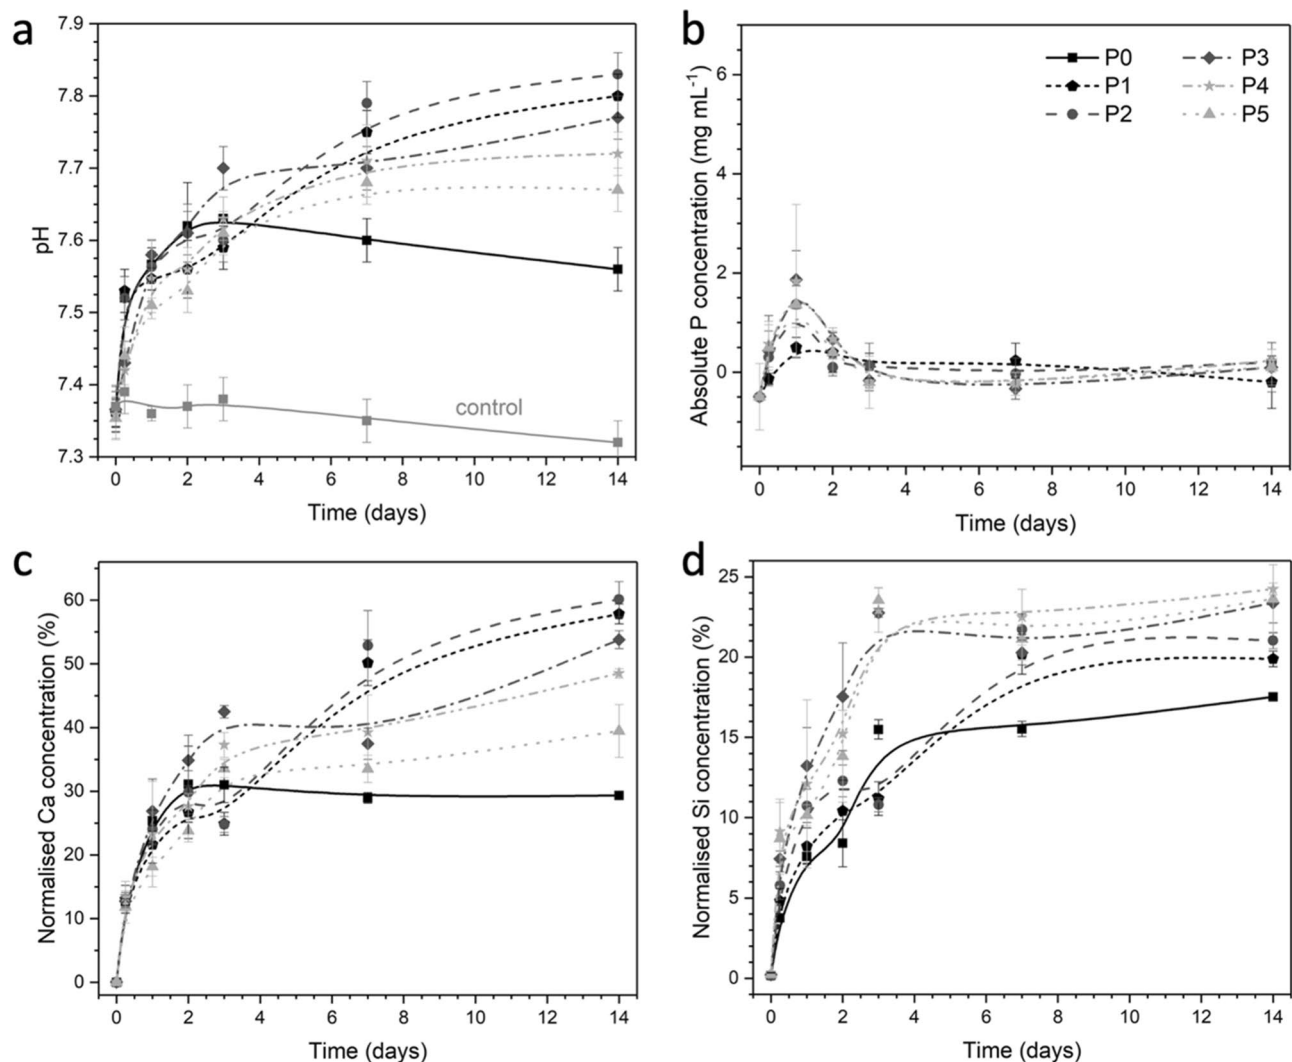 a
7.9
7.8
7.7
7.6
7.5
7.4
7.3
pH
control
0 2 4 6 8 10 12 14
Time (days)
b
6
4
2
0
Absolute P concentration (mg mL⁻¹)
P0 P3
P1 P4
P2 P5
0 2 4 6 8 10 12 14
Time (days)
c
60
50
40
30
20
10
0
Normalised Ca concentration (%)
0 2 4 6 8 10 12 14
Time (days)
d
25
20
15
10
5
0
Normalised Si concentration (%)
0 2 4 6 8 10 12 14
Time (days)